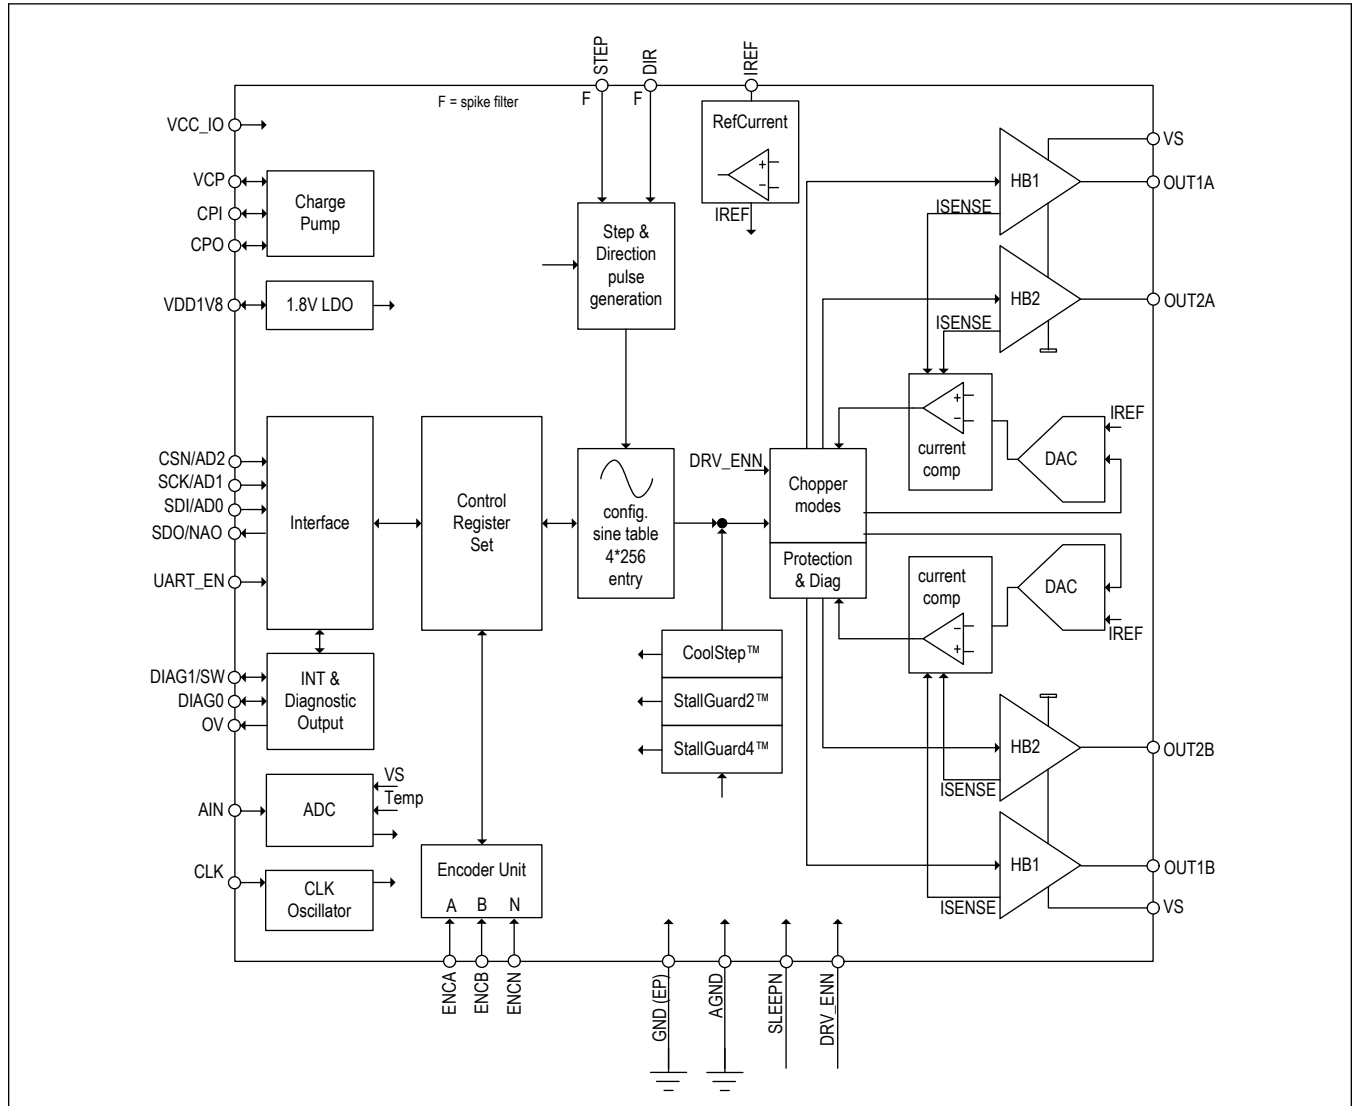 STEP
DIR
IREF
F = spike filter
F
F
VCC_IO
VCP
CPI
CPO
Charge
Pump
VDD1V8
1.8V LDO
RefCurrent
+
−
IREF
Step &
Direction
pulse
generation
HB1
ISENSE
VS
OUT1A
HB2
ISENSE
OUT2A
CSN/AD2
SCK/AD1
SDI/AD0
SDO/NAO
UART_EN
Interface
Control
Register
Set
config.
sine table
4*256
entry
DRV_ENN
Chopper
modes
Protection
& Diag
+
−
current
comp
DAC
IREF
current
comp
−
+
DAC
IREF
DIAG1/SW
DIAG0
OV
INT &
Diagnostic
Output
CoolStep™
StallGuard2™
StallGuard4™
HB2
ISENSE
OUT2B
AIN
ADC
VS
Temp
CLK
CLK
Oscillator
Encoder Unit
A B N
HB1
ISENSE
OUT1B
VS
ENCA
ENCB
ENCN
GND (EP)
AGND
SLEEPN
DRV_ENN